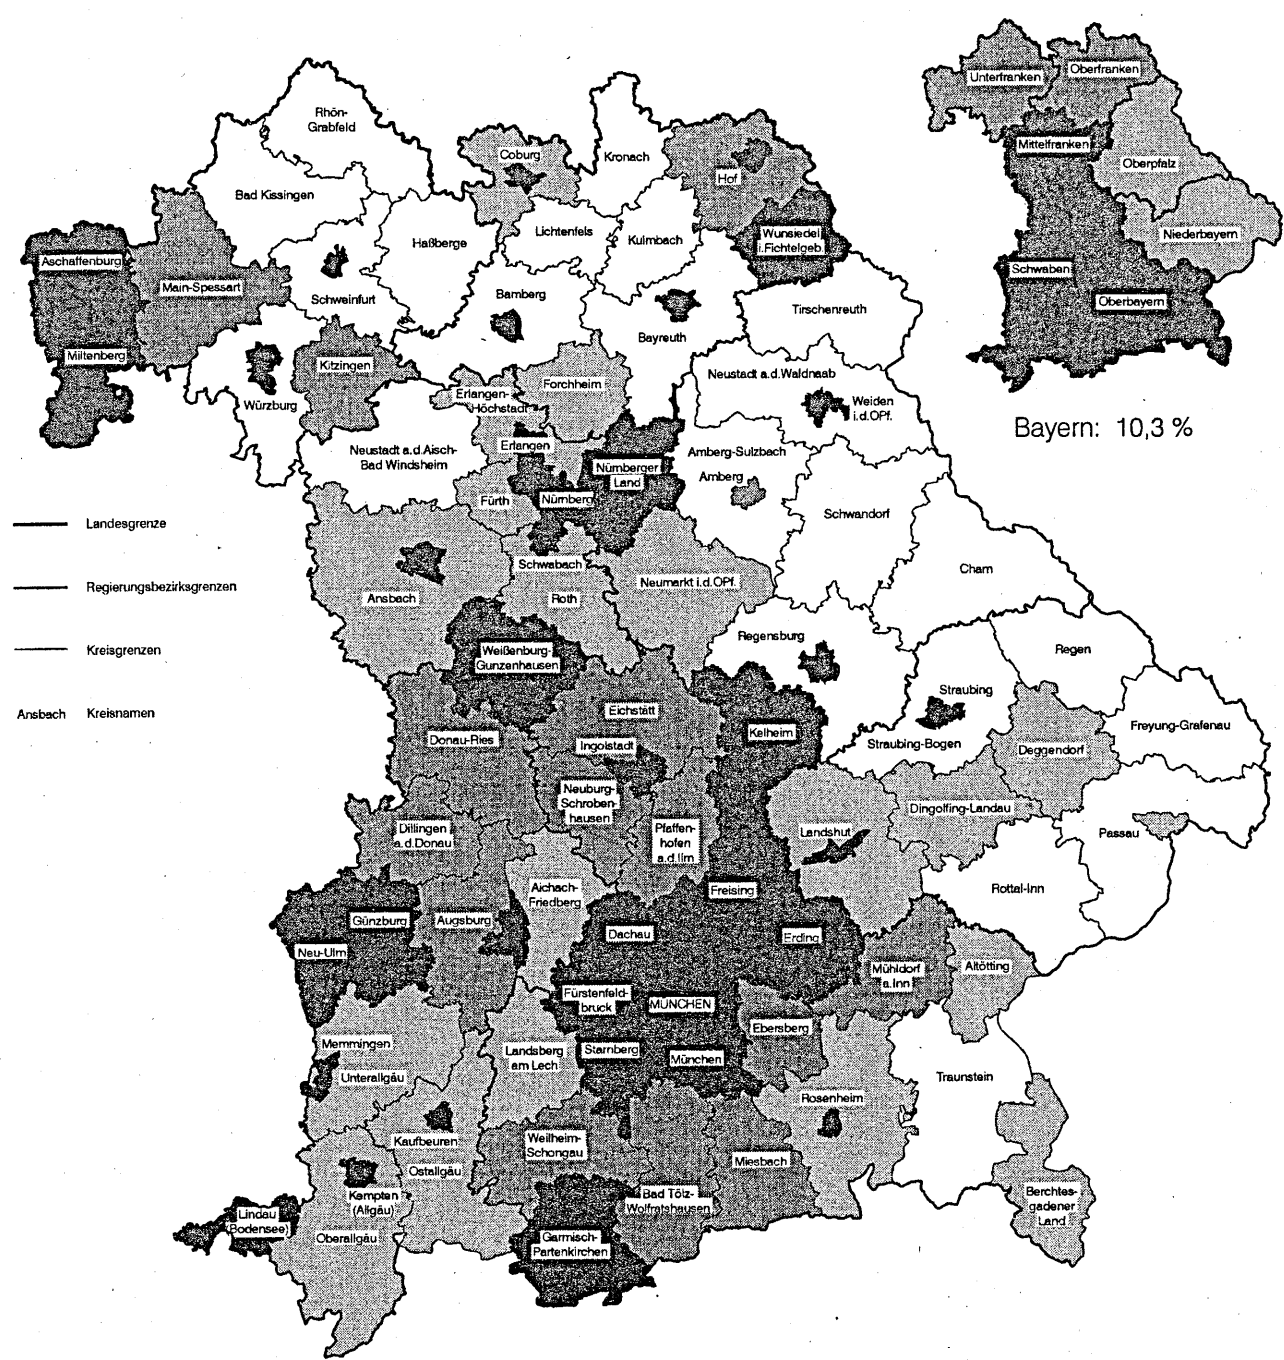 Rhön-
Grabfeld
Coburg
Kronach
Hof
Bad Kissingen
Unterfranken
Oberfranken
Mittelfranken
Oberpfalz
Niederbayern
Schwaben
Oberbayern
Bayern: 10,3 %
Haßberge
Lichtenfels
Kulmbach
Wunsiedel
i.Fichtelgeb.
Aschaffenburg
Main-Spessart
Schweinfurt
Bamberg
Bayreuth
Tirschenreuth
Miltenberg
Kitzingen
Würzburg
Erlangen-
Höchstadt
Forchheim
Neustadt a.d.Waldnaab
Weiden
i.d.OPf.
Neustadt a.d.Aisch-
Bad Windsheim
Erlangen
Nürnberger
Land
Amberg-Sulzbach
Amberg
Fürth
Nürnberg
Schwandorf
Landesgrenze
Regierungsbezirksgrenzen
Kreisgrenzen
Ansbach Kreisnamen
Ansbach
Schwabach
Roth
Neumarkt i.d.OPf.
Cham
Regensburg
Weißenburg-
Gunzenhausen
Regen
Straubing
Eichstätt
Donau-Ries
Ingolstadt
Kelheim
Straubing-Bogen
Deggendorf
Freyung-Grafenau
Neuburg-
Schroben-
hausen
Dillingen
a.d.Donau
Pfaffen-
hofen
a.d.Ilm
Landshut
Dingolfing-Landau
Passau
Aichach-
Friedberg
Freising
Rottal-Inn
Günzburg
Augsburg
Dachau
Erding
Neu-Ulm
Mühldorf
a.Inn
Altötting
Fürstenfeld-
bruck
MÜNCHEN
Ebersberg
Memmingen
Unterallgäu
Landsberg
am Lech
Starnberg
München
Traunstein
Rosenheim
Kaufbeuren
Ostallgäu
Weilheim-
Schongau
Miesbach
Kempten
(Allgäu)
Bad Tölz-
Wolfratshausen
Berchtes-
gadener
Land
Lindau
(Bodensee)
Oberallgäu
Garmisch-
Partenkirchen